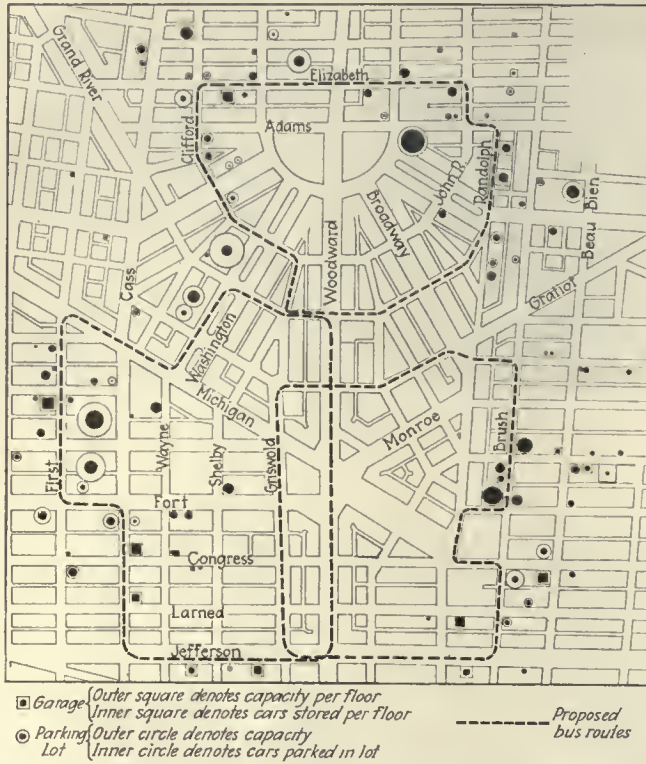 Grand River
Elizabeth
Clifford
Adams
John R.
Randolph
Broadway
Woodward
Beau Bien
Cass
Gratiot
Washington
Michigan
Monroe
Brush
Wayne
Shelby
Griswold
First
Fort
Congress
Larned
Jefferson
Garage { Outer square denotes capacity per floor
Inner square denotes cars stored per floor
Parking Lot { Outer circle denotes capacity
Inner circle denotes cars parked in lot
Proposed
bus routes